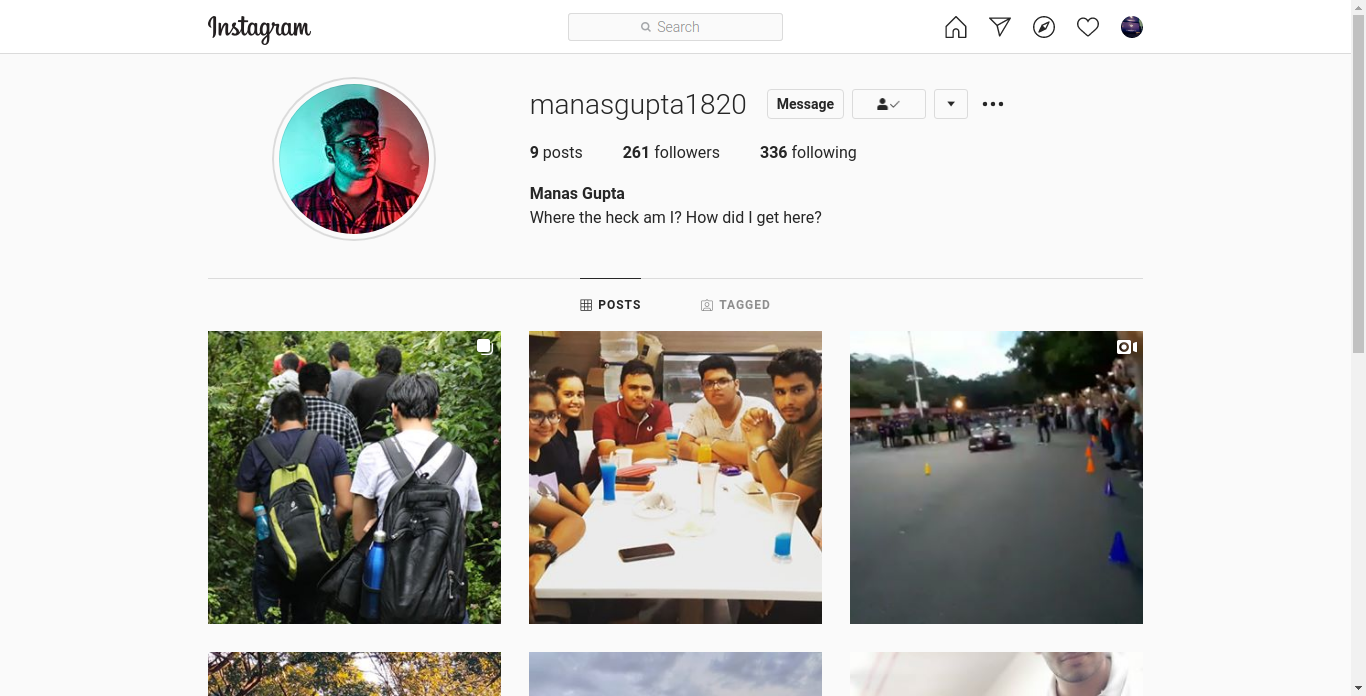 Instagram
Search
manasgupta1820
Message
9 posts
261 followers
336 following
Manas Gupta
Where the heck am I? How did I get here?
POSTS
TAGGED